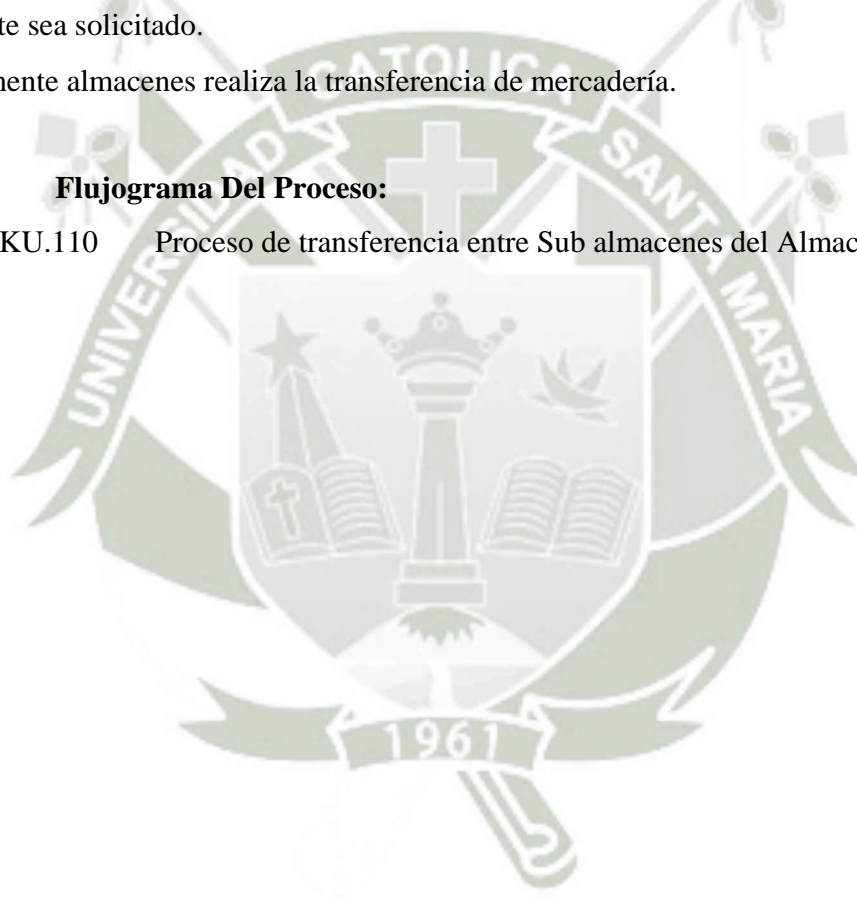 te sea solicitado.
mente almacenes realiza la transferencia de mercadería.
Flujograma Del Proceso:
KU.110 Proceso de transferencia entre Sub almacenes del Almac
UNIVERSIDAD CATOLICA SANTA MARIA
1961